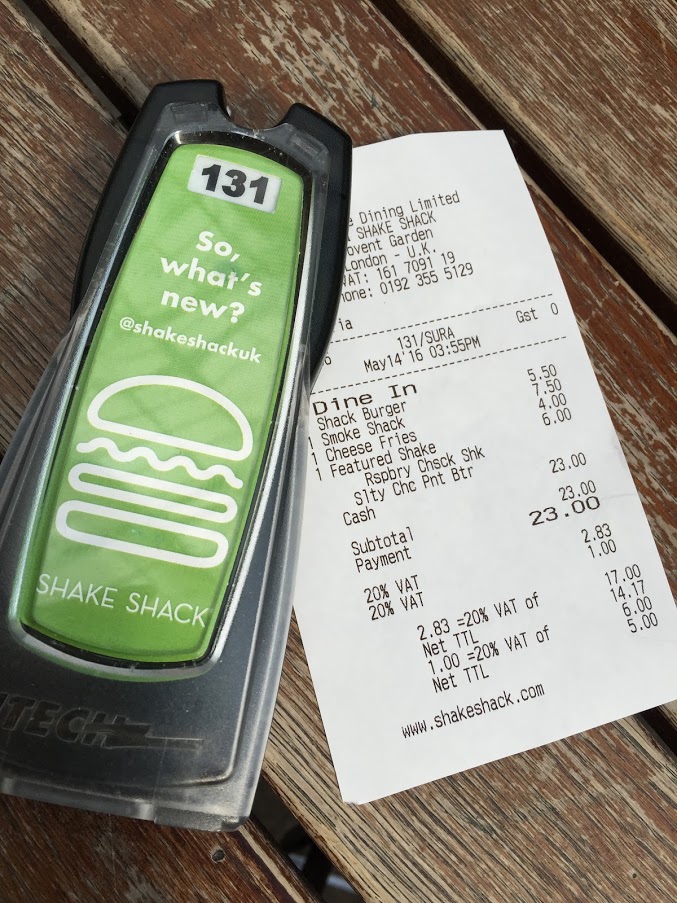 131
So,
what's
new?
@shakeshackuk
SHAKE SHACK
TECH
e Dining Limited
SHAKE SHACK
ovent Garden
London - U.K.
VAT: 161 7091 19
hone: 0192 355 5129
ia
131/SURA
Gst 0
May14'16 03:55PM
Dine In
Shack Burger 5.50
1 Smoke Shack 7.50
1 Cheese Fries 4.00
1 Featured Shake 6.00
Rspbry Chsck Shk
Slty Chc Pnt Btr
Cash 23.00
Subtotal 23.00
Payment 23.00
20% VAT 2.83
20% VAT 1.00
2.83 =20% VAT of 17.00
Net TTL 14.17
1.00 =20% VAT of 6.00
Net TTL 5.00
www.shakeshack.com